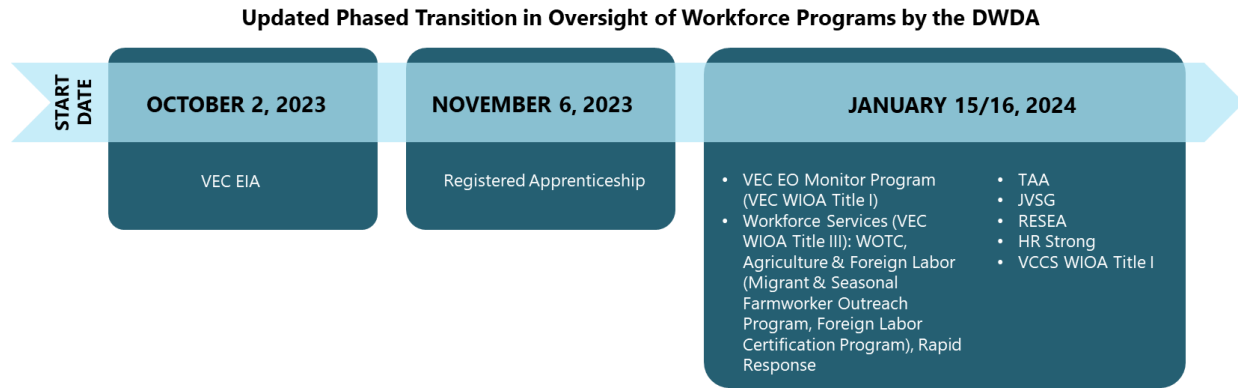 Updated Phased Transition in Oversight of Workforce Programs by the DWDA
START
DATE
OCTOBER 2, 2023
VEC EIA
NOVEMBER 6, 2023
Registered Apprenticeship
JANUARY 15/16, 2024
• VEC EO Monitor Program
(VEC WIOA Title I)
• Workforce Services (VEC
WIOA Title III): WOTC,
Agriculture & Foreign Labor
(Migrant & Seasonal
Farmworker Outreach
Program, Foreign Labor
Certification Program), Rapid
Response
• TAA
• JVSG
• RESEA
• HR Strong
• VCCS WIOA Title I